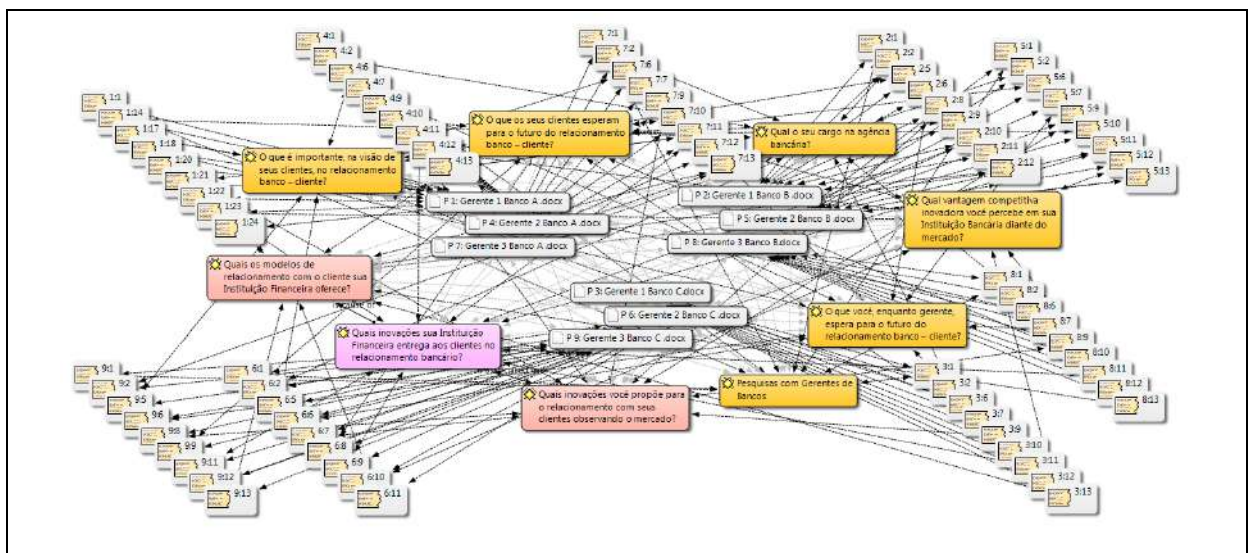 4:1
4:2
4:6
4:7
4:9
4:10
4:11
4:12
4:13
7:1
7:2
7:6
7:7
7:9
7:10
7:11
7:12
7:13
2:1
2:2
2:5
2:6
2:8
2:9
2:10
2:11
2:12
5:1
5:2
5:6
5:7
5:9
5:10
5:11
5:12
5:13
1:1
1:14
1:17
1:18
1:20
1:21
1:22
1:23
1:24
O que os seus clientes esperam
para o futuro do relacionamento
banco – cliente?
Qual o seu cargo na agência
bancária?
O que é importante, na visão de
seus clientes, no relacionamento
banco – cliente?
P 1: Gerente 1 Banco A .docx
P 4: Gerente 2 Banco A .docx
P 7: Gerente 3 Banco A.docx
P 2: Gerente 1 Banco B .docx
P 5: Gerente 2 Banco B .docx
P 8: Gerente 3 Banco B.docx
Qual vantagem competitiva
inovadora você percebe em sua
Instituição Bancária diante do
mercado?
Quais os modelos de
relacionamento com o cliente sua
Instituição Financeira oferece?
P 3: Gerente 1 Banco C.docx
P 6: Gerente 2 Banco C .docx
P 9: Gerente 3 Banco C .docx
Quais inovações sua Instituição
Financeira entrega aos clientes no
relacionamento bancário?
O que você, enquanto gerente,
espera para o futuro do
relacionamento banco – cliente?
Quais inovações você propõe para
o relacionamento com seus
clientes observando o mercado?
Pesquisas com Gerentes de
Bancos
8:1
8:2
8:6
8:7
8:9
8:10
8:11
8:12
8:13
9:1
9:2
9:5
9:6
9:8
9:9
9:11
9:12
9:13
6:1
6:2
6:5
6:6
6:7
6:8
6:9
6:10
6:11
3:1
3:2
3:6
3:7
3:9
3:10
3:11
3:12
3:13